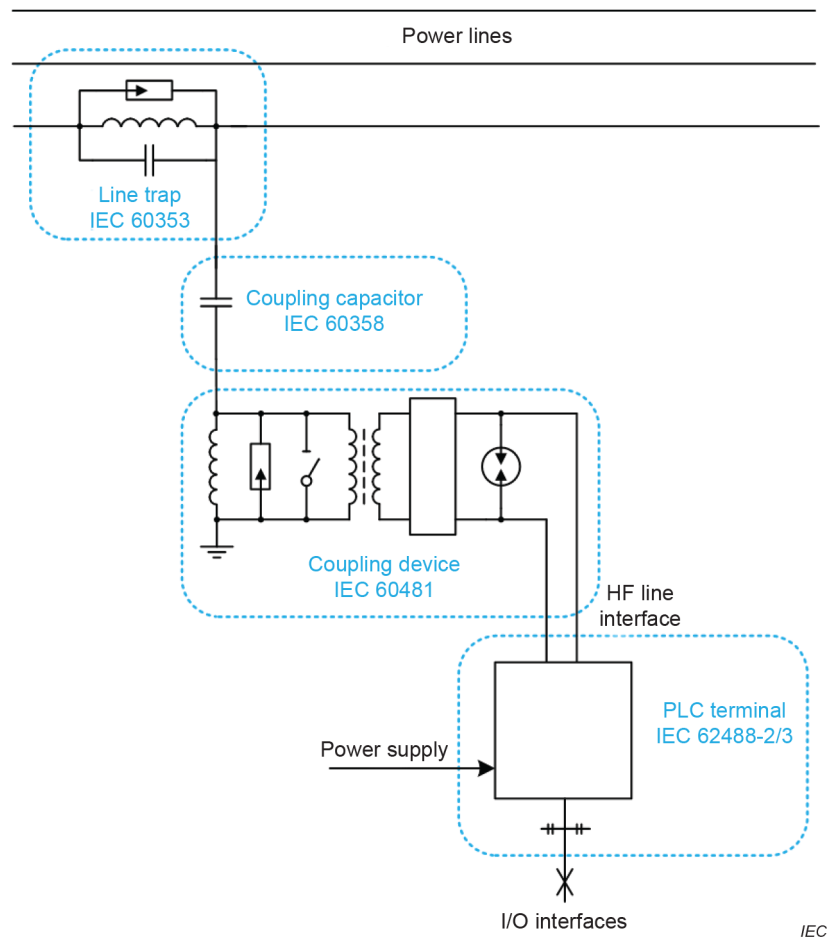 Power lines
Line trap
IEC 60353
Coupling capacitor
IEC 60358
Coupling device
IEC 60481
HF line
interface
PLC terminal
IEC 62488-2/3
Power supply
I/O interfaces
IEC